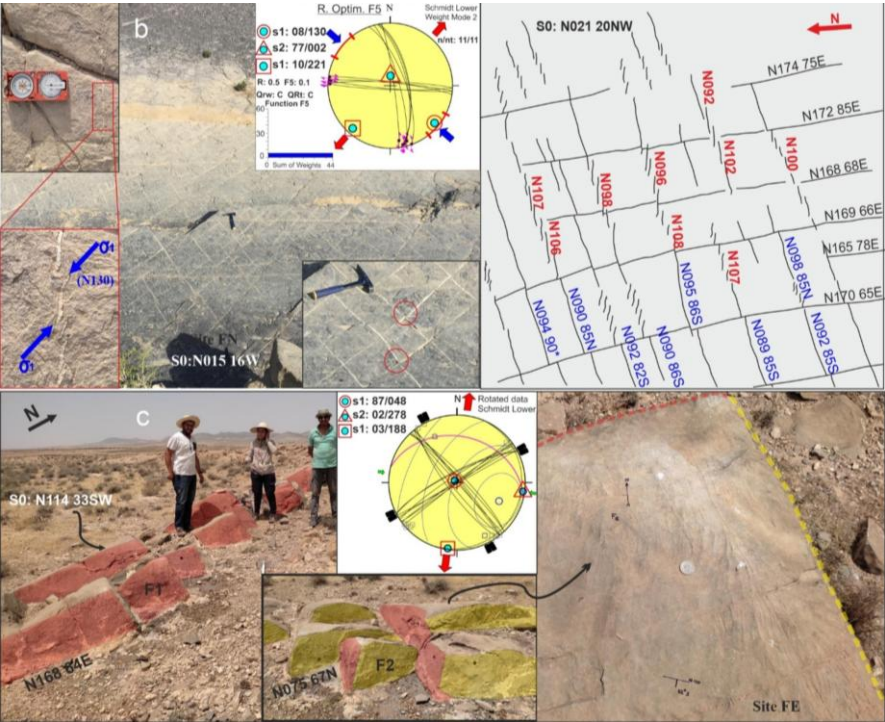 b
R. Optim. F5
N
Schmidt Lower
Weight Mode 2
s1: 08/130
s2: 77/002
s1: 10/221
n/nt: 11/11
R: 0.5 F5: 0.1
Qrw: C QRt: C
Function F5
60
30
0
0 Sum of Weights 44
σ1
(N130)
σ1
Site FN
S0:N015 16W
S0: N021 20NW
N
N174 75E
N092
N172 85E
N102
N100
N096
N098
N107
N168 68E
N169 66E
N106
N108
N107
N165 78E
N098 85N
N095 86S
N170 65E
N094 90°
N090 85N
N092 82S
N090 86S
N089 85S
N092 85S
N
c
S0: N114 33SW
F1
N168 84E
s1: 87/048
s2: 02/278
s1: 03/188
N
Rotated data
Schmidt Lower
F2
N075 67N
Site FE